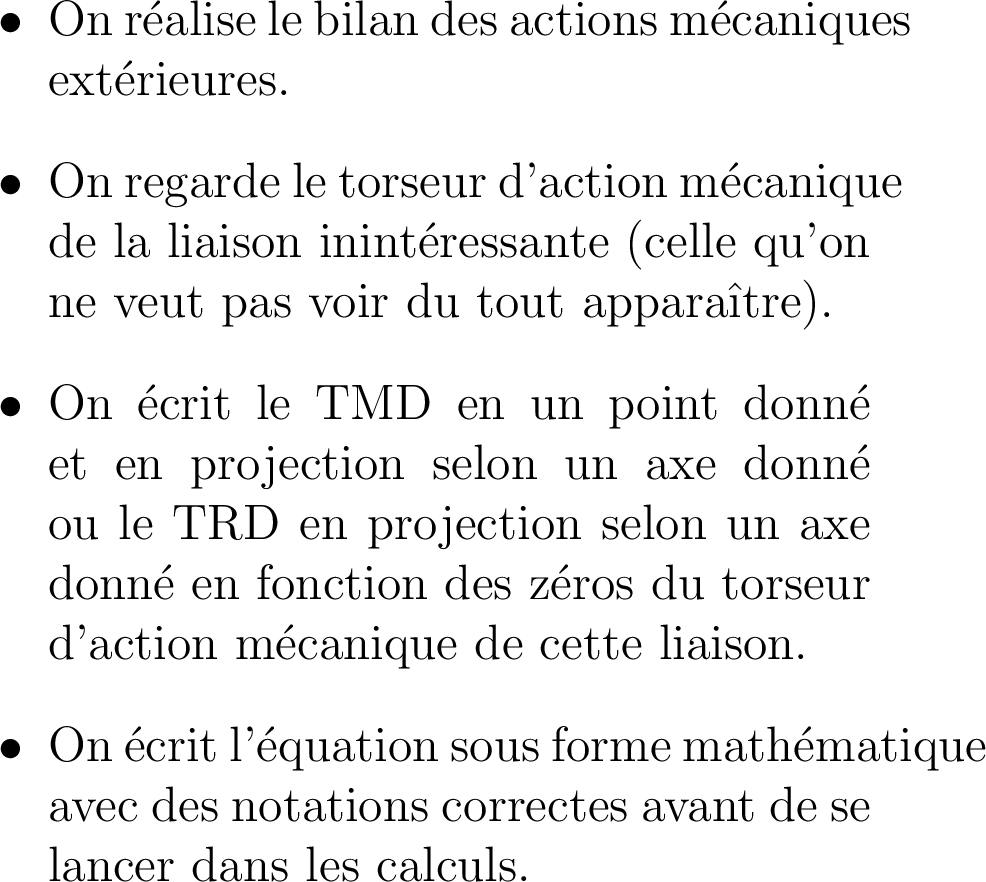 • On réalise le bilan des actions mécaniques
extérieures.
• On regarde le torseur d'action mécanique
de la liaison inintéressante (celle qu'on
ne veut pas voir du tout apparaître).
• On écrit le TMD en un point donné
et en projection selon un axe donné
ou le TRD en projection selon un axe
donné en fonction des zéros du torseur
d'action mécanique de cette liaison.
• On écrit l'équation sous forme mathématique
avec des notations correctes avant de se
lancer dans les calculs.